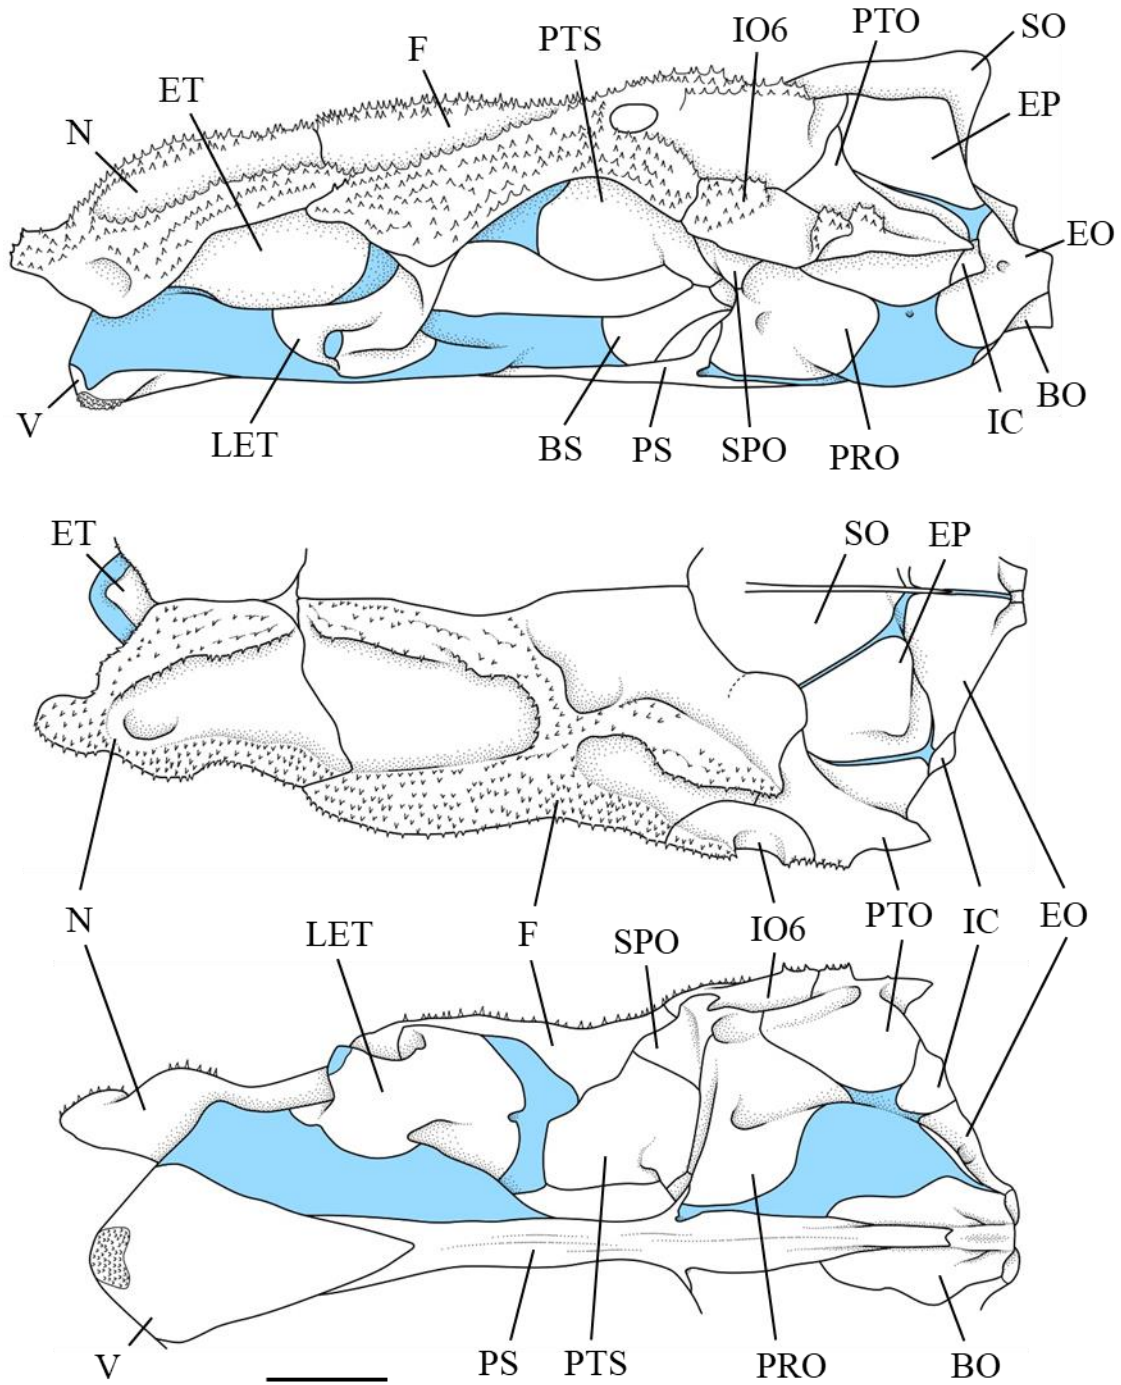 PTO
SO
IO6
PTS
F
ET
EP
N
EO
BO
IC
V
LET
BS
PS
SPO
PRO
ET
SO
EP
N
LET
F
SPO
IO6
PTO
IC
EO
V
PS
PTS
PRO
BO